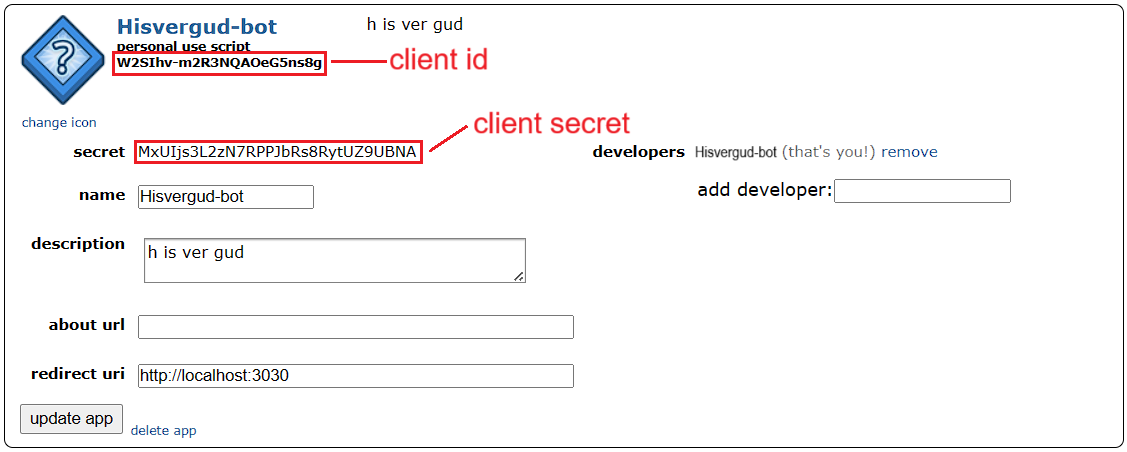 Hisvergud-bot
h is ver gud
personal use script
W2SIhv-m2R3NQAOeG5ns8g
client id
change icon
client secret
secret MxUIjs3L2zN7RPPJbRs8RytUZ9UBNA
developers Hisvergud-bot (that's you!) remove
name Hisvergud-bot
add developer:
description h is ver gud
about url
redirect uri http://localhost:3030
update app delete app